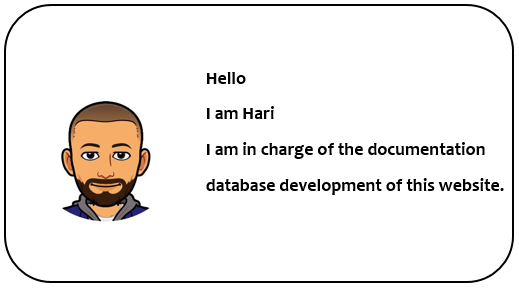 Hello
I am Hari
I am in charge of the documentation
database development of this website.